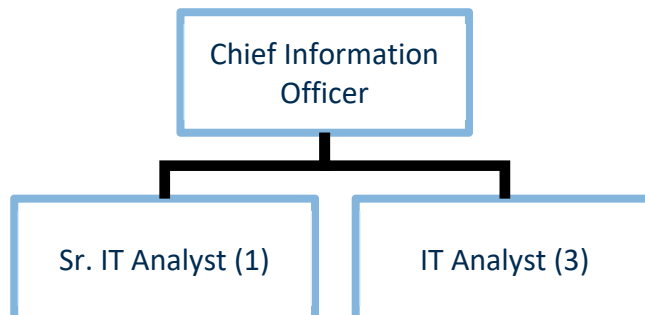 Chief Information
Officer
Sr. IT Analyst (1)
IT Analyst (3)